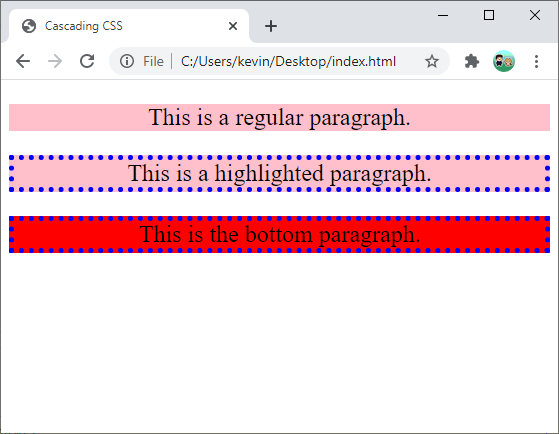 Cascading CSS
File C:/Users/kevin/Desktop/index.html
This is a regular paragraph.
This is a highlighted paragraph.
This is the bottom paragraph.